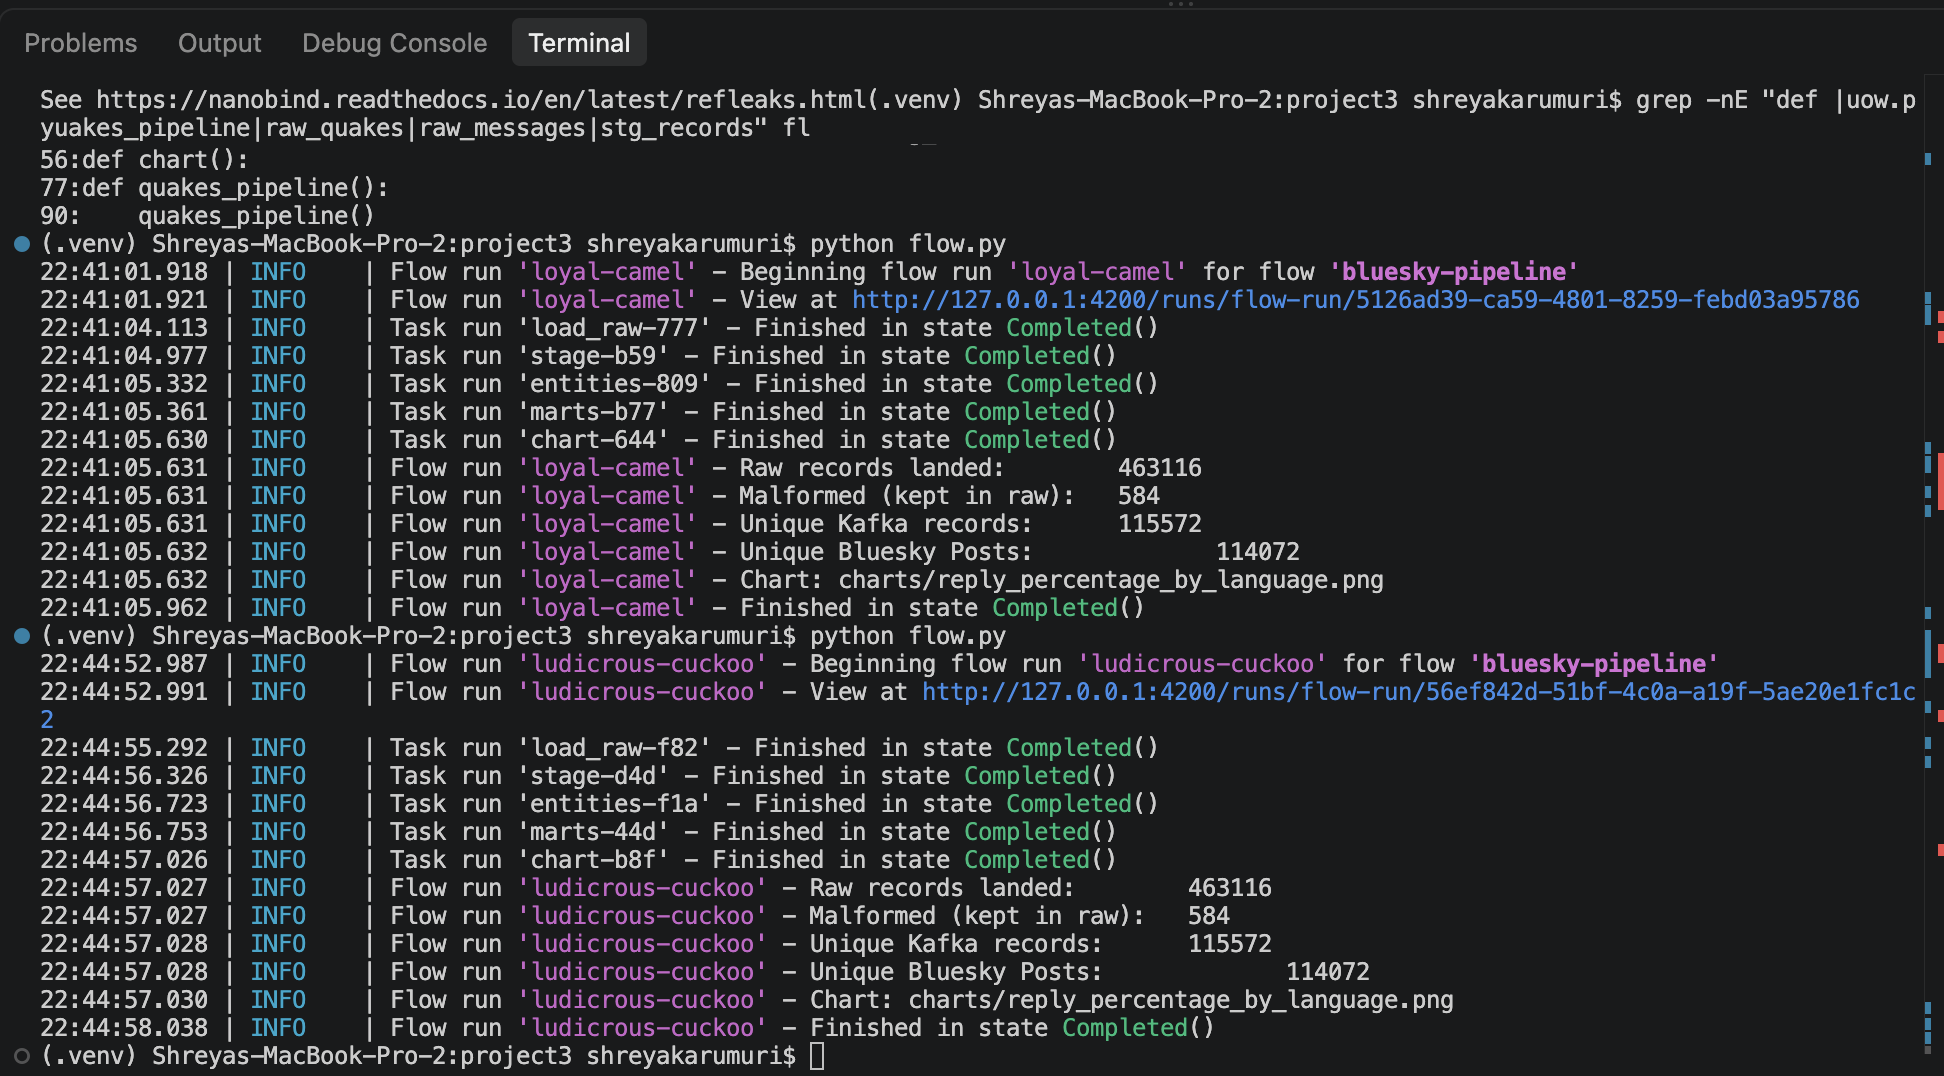 Problems Output Debug Console Terminal
See https://nanobind.readthedocs.io/en/latest/refleaks.html(.venv) Shreyas-MacBook-Pro-2:project3 shreyakarumuri$ grep -nE "def |uow.p
yuakes_pipeline|raw_quakes|raw_messages|stg_records" fl
56:def chart():
77:def quakes_pipeline():
90:    quakes_pipeline()
(.venv) Shreyas-MacBook-Pro-2:project3 shreyakarumuri$ python flow.py
22:41:01.918 | INFO    | Flow run 'loyal-camel' - Beginning flow run 'loyal-camel' for flow 'bluesky-pipeline'
22:41:01.921 | INFO    | Flow run 'loyal-camel' - View at http://127.0.0.1:4200/runs/flow-run/5126ad39-ca59-4801-8259-febd03a95786
22:41:04.113 | INFO    | Task run 'load_raw-777' - Finished in state Completed()
22:41:04.977 | INFO    | Task run 'stage-b59' - Finished in state Completed()
22:41:05.332 | INFO    | Task run 'entities-809' - Finished in state Completed()
22:41:05.361 | INFO    | Task run 'marts-b77' - Finished in state Completed()
22:41:05.630 | INFO    | Task run 'chart-644' - Finished in state Completed()
22:41:05.631 | INFO    | Flow run 'loyal-camel' - Raw records landed:        463116
22:41:05.631 | INFO    | Flow run 'loyal-camel' - Malformed (kept in raw):   584
22:41:05.631 | INFO    | Flow run 'loyal-camel' - Unique Kafka records:      115572
22:41:05.632 | INFO    | Flow run 'loyal-camel' - Unique Bluesky Posts:             114072
22:41:05.632 | INFO    | Flow run 'loyal-camel' - Chart: charts/reply_percentage_by_language.png
22:41:05.962 | INFO    | Flow run 'loyal-camel' - Finished in state Completed()
(.venv) Shreyas-MacBook-Pro-2:project3 shreyakarumuri$ python flow.py
22:44:52.987 | INFO    | Flow run 'ludicrous-cuckoo' - Beginning flow run 'ludicrous-cuckoo' for flow 'bluesky-pipeline'
22:44:52.991 | INFO    | Flow run 'ludicrous-cuckoo' - View at http://127.0.0.1:4200/runs/flow-run/56ef842d-51bf-4c0a-a19f-5ae20e1fc1c
2
22:44:55.292 | INFO    | Task run 'load_raw-f82' - Finished in state Completed()
22:44:56.326 | INFO    | Task run 'stage-d4d' - Finished in state Completed()
22:44:56.723 | INFO    | Task run 'entities-f1a' - Finished in state Completed()
22:44:56.753 | INFO    | Task run 'marts-44d' - Finished in state Completed()
22:44:57.026 | INFO    | Task run 'chart-b8f' - Finished in state Completed()
22:44:57.027 | INFO    | Flow run 'ludicrous-cuckoo' - Raw records landed:        463116
22:44:57.027 | INFO    | Flow run 'ludicrous-cuckoo' - Malformed (kept in raw):   584
22:44:57.028 | INFO    | Flow run 'ludicrous-cuckoo' - Unique Kafka records:      115572
22:44:57.028 | INFO    | Flow run 'ludicrous-cuckoo' - Unique Bluesky Posts:             114072
22:44:57.030 | INFO    | Flow run 'ludicrous-cuckoo' - Chart: charts/reply_percentage_by_language.png
22:44:58.038 | INFO    | Flow run 'ludicrous-cuckoo' - Finished in state Completed()
(.venv) Shreyas-MacBook-Pro-2:project3 shreyakarumuri$